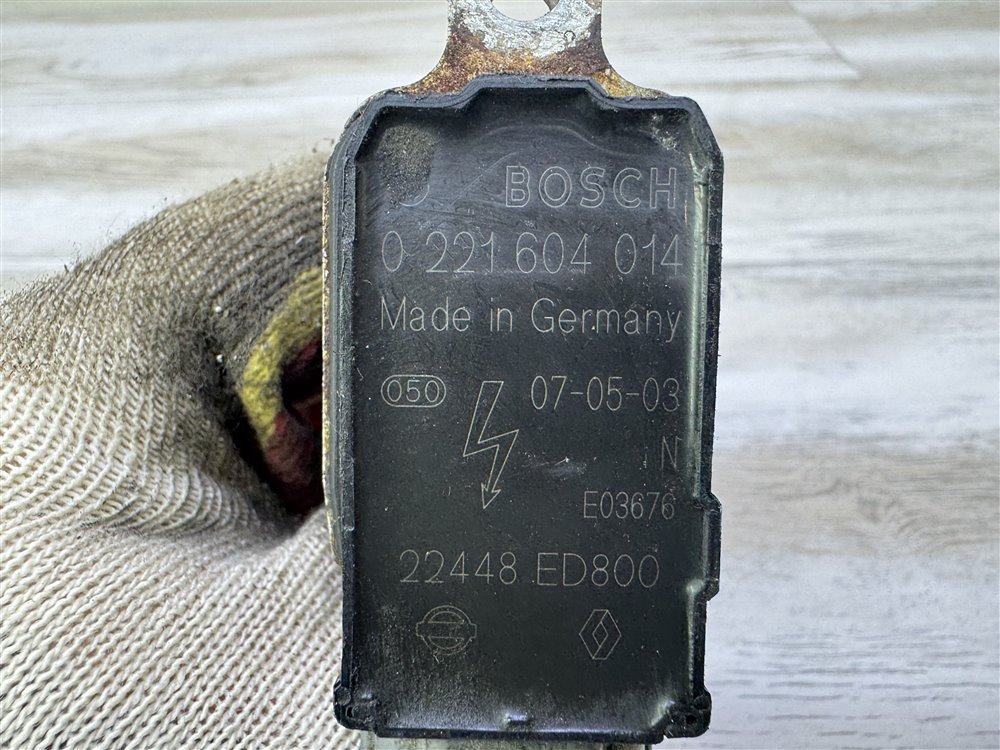 BOSCH
0 221 604 014
Made in Germany
050 07-05-03
N
E03676
22448 ED800